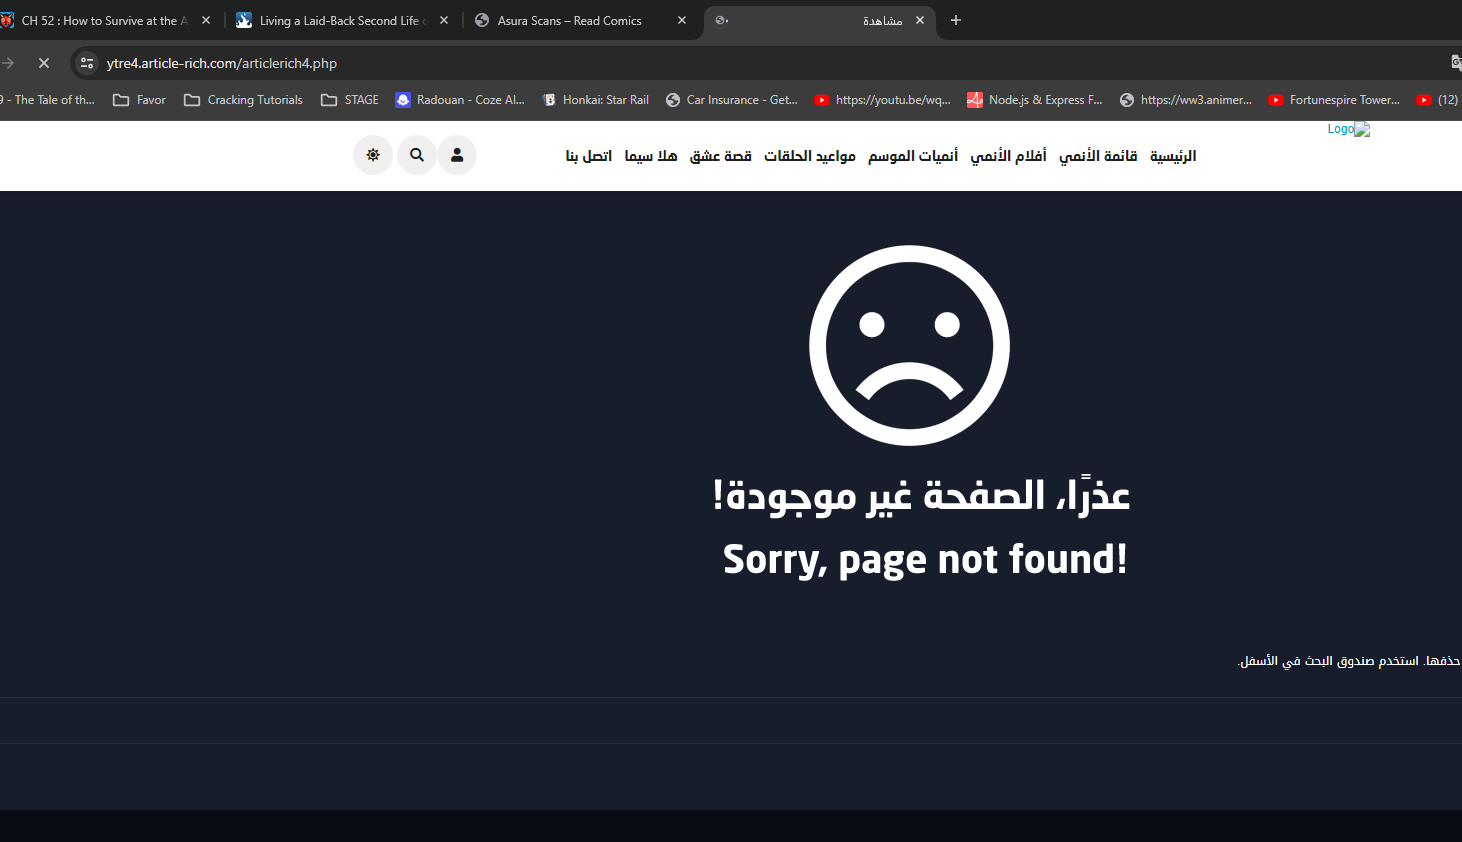 CH 52 : How to Survive at the A
Living a Laid-Back Second Life
Asura Scans – Read Comics
مشاهدة
ytre4.article-rich.com/articlerich4.php
9 - The Tale of th...
Favor
Cracking Tutorials
STAGE
Radouan - Coze AI...
Honkai: Star Rail
Car Insurance - Get...
https://youtu.be/wq...
Node.js & Express F...
https://ww3.animer...
Fortunespire Tower...
(12)
Logo
الرئيسية
قائمة الأنمي
أفلام الأنمي
أنميات الموسم
مواعيد الحلقات
قصة عشق
هلا سيما
اتصل بنا
عذرًا، الصفحة غير موجودة!
Sorry, page not found!
حذفها. استخدم صندوق البحث في الأسفل.